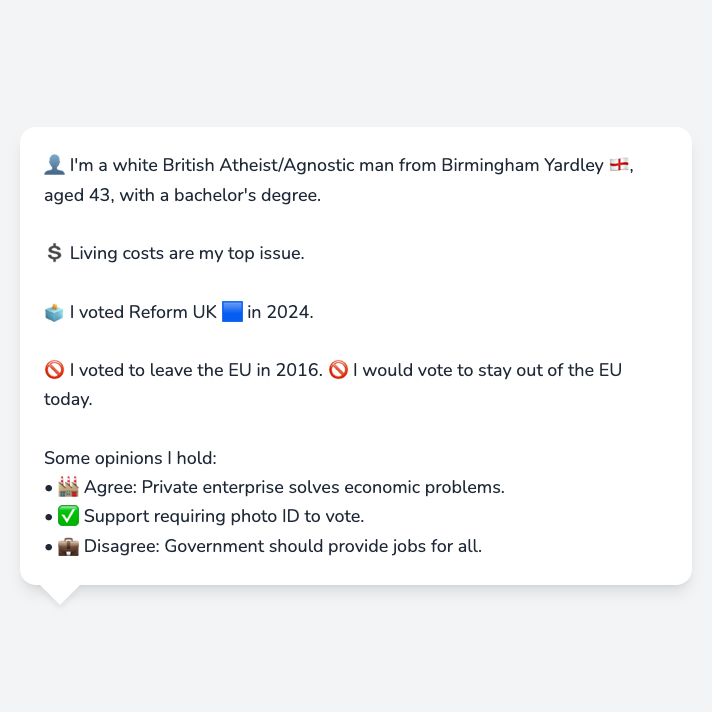 👤 I'm a white British Atheist/Agnostic man from Birmingham Yardley 🏴󠁧󠁢󠁥󠁮󠁧󠁿,
aged 43, with a bachelor's degree.
💲 Living costs are my top issue.
🗳️ I voted Reform UK 🟦 in 2024.
🚫 I voted to leave the EU in 2016. 🚫 I would vote to stay out of the EU
today.
Some opinions I hold:
• 🏭 Agree: Private enterprise solves economic problems.
• ✅ Support requiring photo ID to vote.
• 💼 Disagree: Government should provide jobs for all.